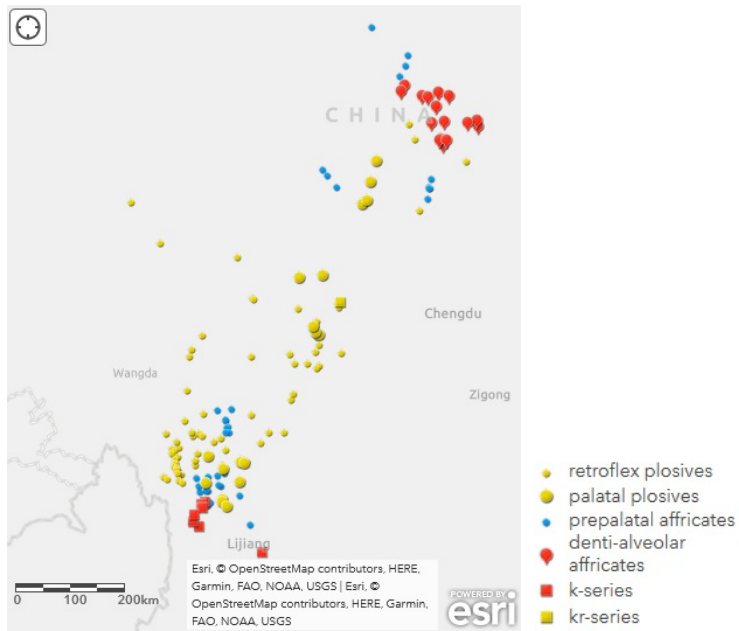 CHINA
Chengdu
Wangda
Zigong
Lijiang
0 100 200km
Esri, © OpenStreetMap contributors, HERE,
Garmin, FAO, NOAA, USGS | Esri, ©
OpenStreetMap contributors, HERE, Garmin,
FAO, NOAA, USGS
POWERED BY
esri
retroflex plosives
palatal plosives
prepalatal affricates
denti-alveolar
affricates
k-series
kr-series